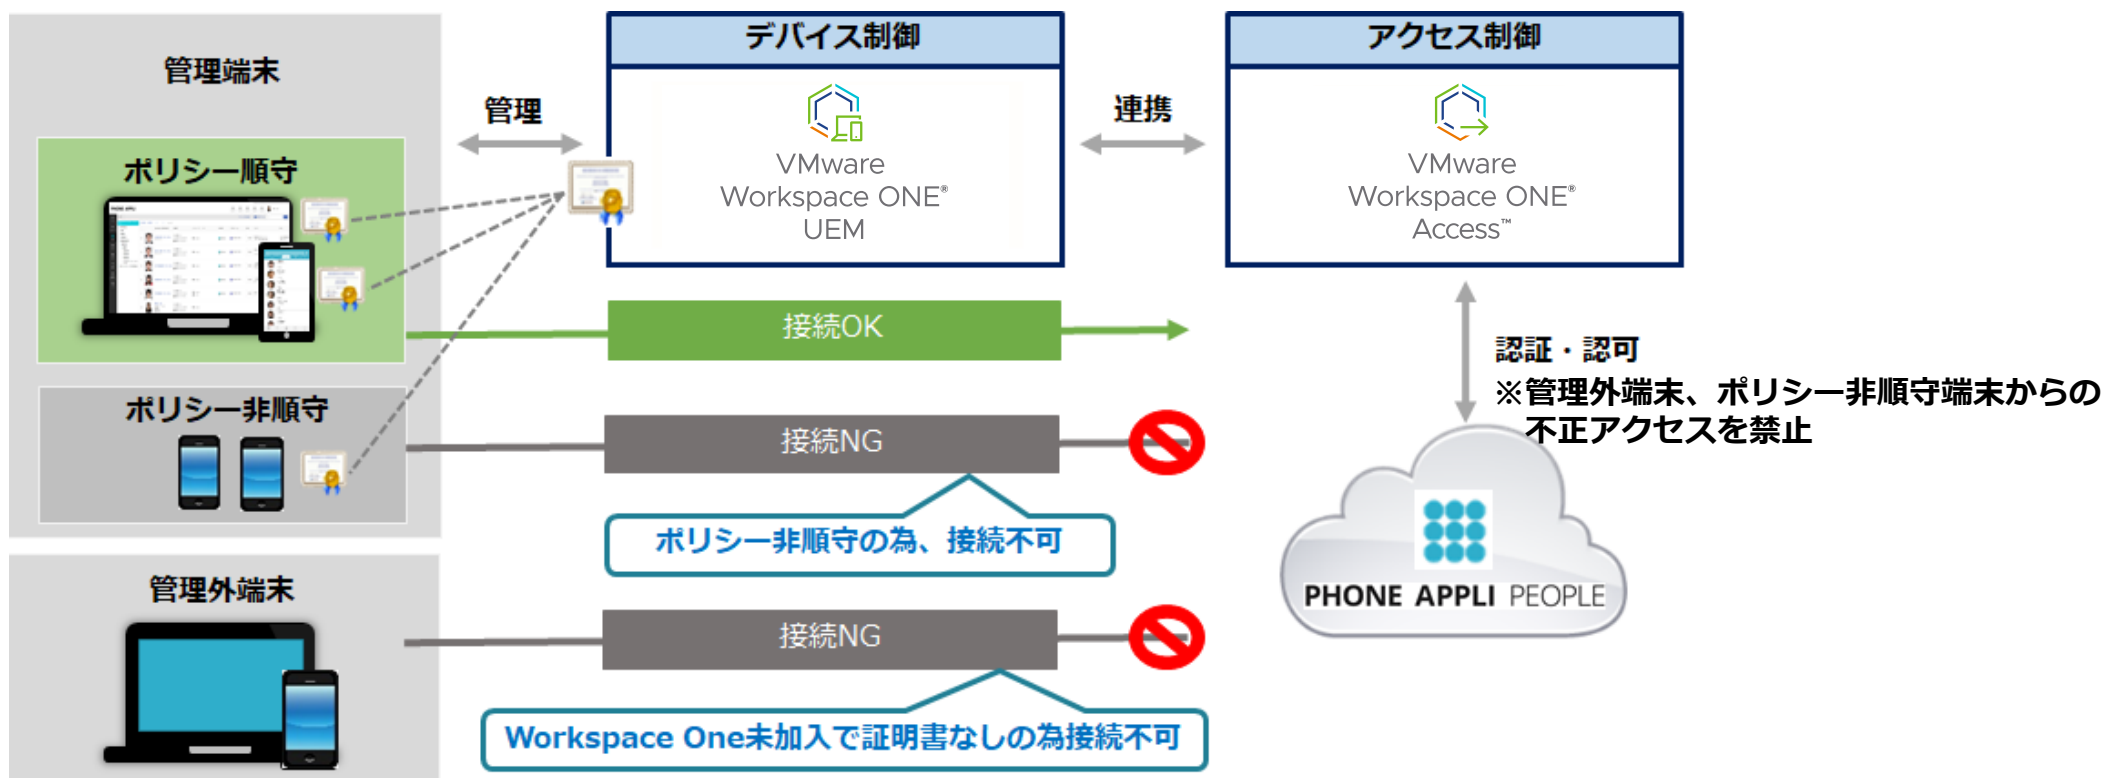 管理端末
ポリシー順守
PHONE APPLI
ポリシー非順守
管理外端末
管理
デバイス制御
VMware
Workspace ONE®
UEM
連携
アクセス制御
VMware
Workspace ONE®
Access™
接続OK
接続NG
ポリシー非順守の為、接続不可
接続NG
Workspace One未加入で証明書なしの為接続不可
認証・認可
※管理外端末、ポリシー非順守端末からの
不正アクセスを禁止
PHONE APPLI PEOPLE